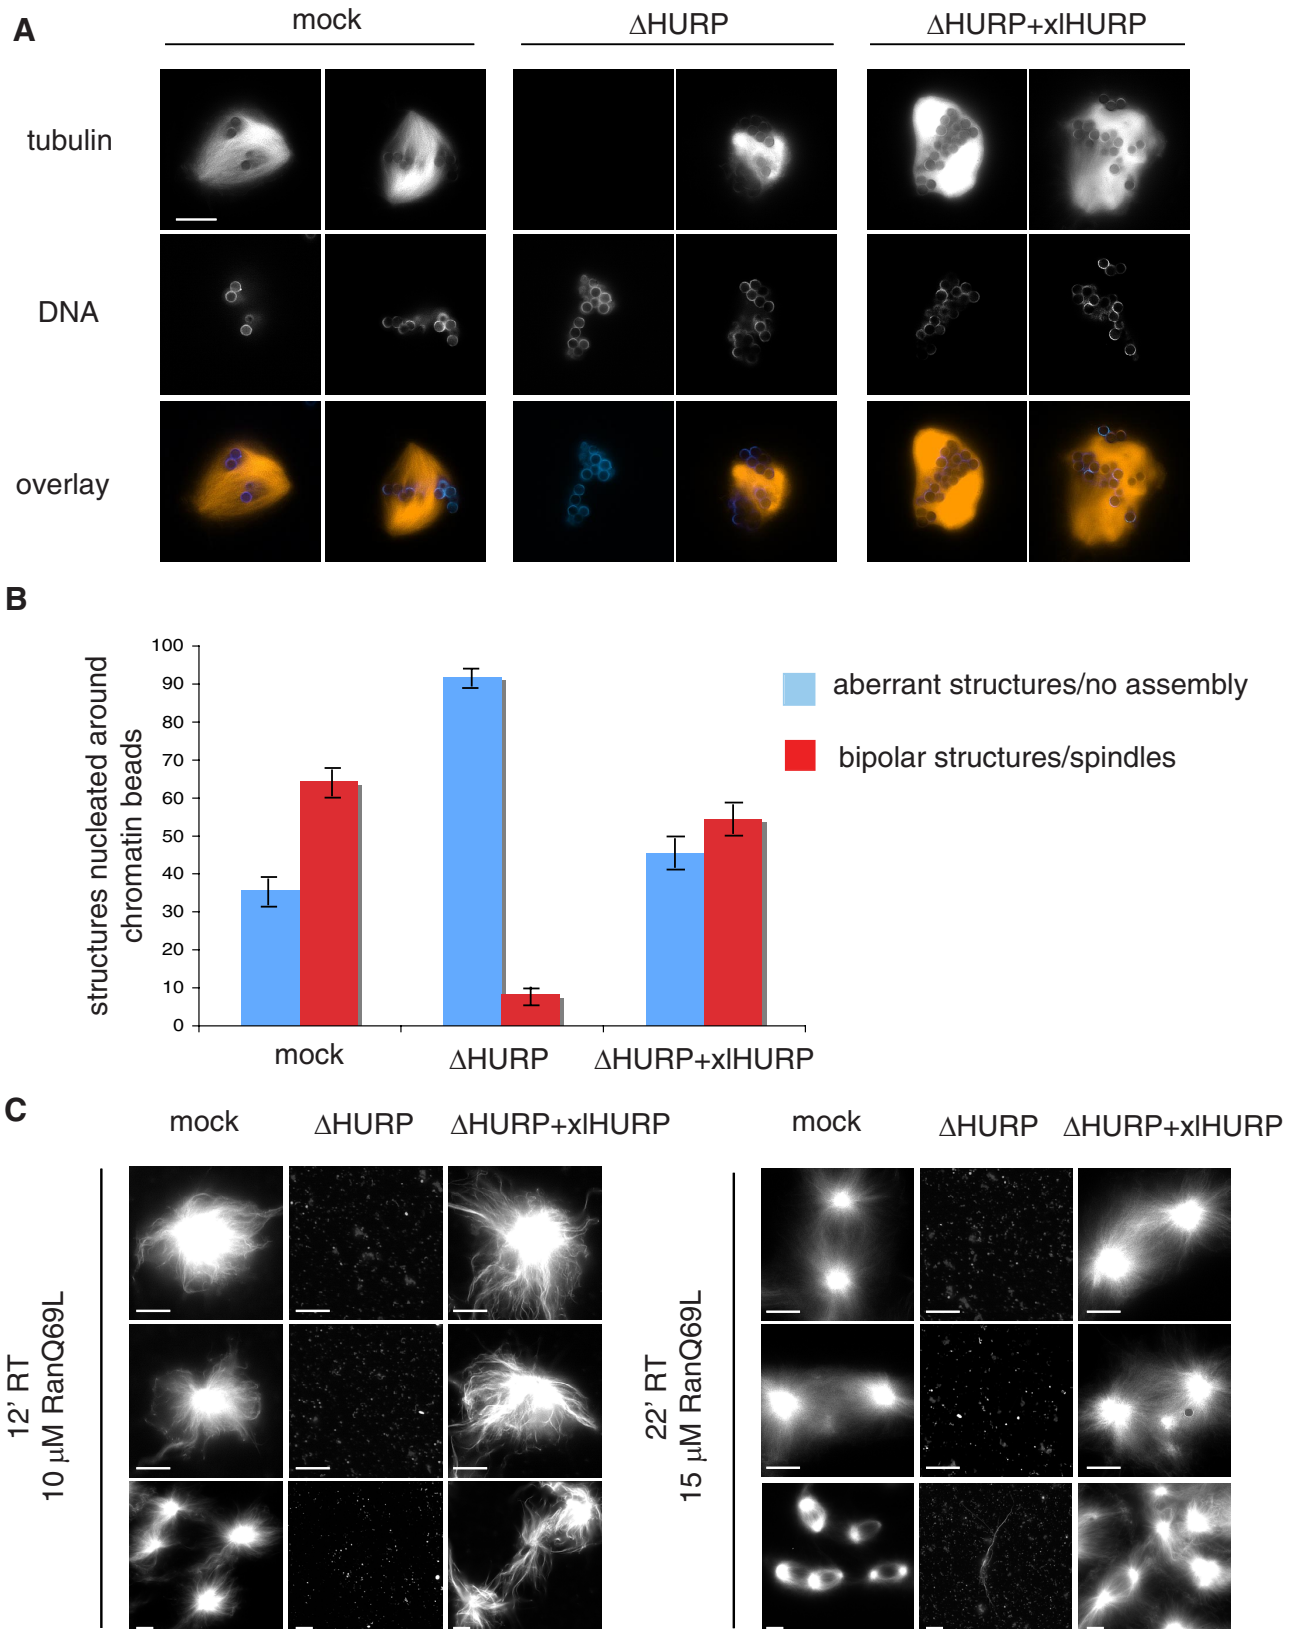 A
mock
ΔHURP
ΔHURP+xlHURP
tubulin
DNA
overlay
B
structures nucleated around
chromatin beads
100
90
80
70
60
50
40
30
20
10
0
mock
ΔHURP
ΔHURP+xlHURP
aberrant structures/no assembly
bipolar structures/spindles
C
mock
ΔHURP
ΔHURP+xlHURP
12' RT
10 μM RanQ69L
mock
ΔHURP
ΔHURP+xlHURP
22' RT
15 μM RanQ69L